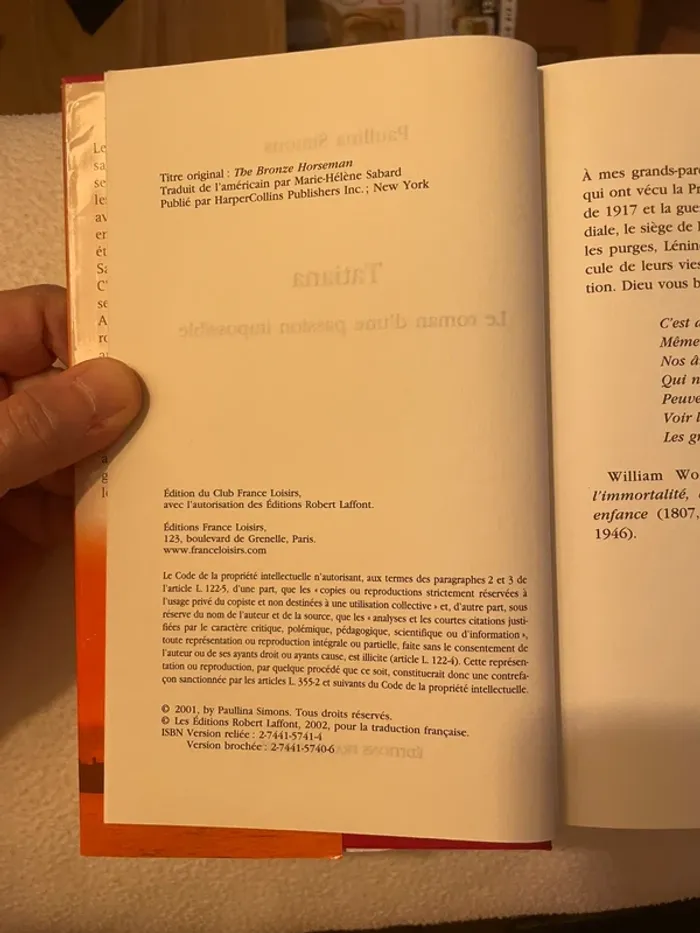 Titre original : The Bronze Horseman
Traduit de l'américain par Marie-Hélène Sabard
Publié par HarperCollins Publishers Inc. ; New York
Paullina Simons
Tatiana
Le roman d'une passion impossible
Édition du Club France Loisirs,
avec l'autorisation des Éditions Robert Laffont.
Éditions France Loisirs,
123, boulevard de Grenelle, Paris.
www.franceloisirs.com
Le Code de la propriété intellectuelle n'autorisant, aux termes des paragraphes 2 et 3 de
l'article L. 122-5, d'une part, que les « copies ou reproductions strictement réservées à
l'usage privé du copiste et non destinées à une utilisation collective » et, d'autre part, sous
réserve du nom de l'auteur et de la source, que les « analyses et les courtes citations justi-
fiées par le caractère critique, polémique, pédagogique, scientifique ou d'information »,
toute représentation ou reproduction intégrale ou partielle, faite sans le consentement de
l'auteur ou de ses ayants droit ou ayants cause, est illicite (article L. 122-4). Cette représen-
tation ou reproduction, par quelque procédé que ce soit, constituerait donc une contrefa-
çon sanctionnée par les articles L. 355-2 et suivants du Code de la propriété intellectuelle.
© 2001, by Paullina Simons. Tous droits réservés.
© Les Éditions Robert Laffont, 2002, pour la traduction française.
ISBN Version reliée : 2-7441-5741-4
Version brochée : 2-7441-5740-6
À mes grands-par
qui ont vécu la Pr
de 1917 et la gue
diale, le siège de
les purges, Lénin
cule de leurs vies
tion. Dieu vous b
C'est
Même
Nos â
Qui n
Peuve
Voir l
Les gr
William Wo
l'immortalité,
enfance (1807,
1946).